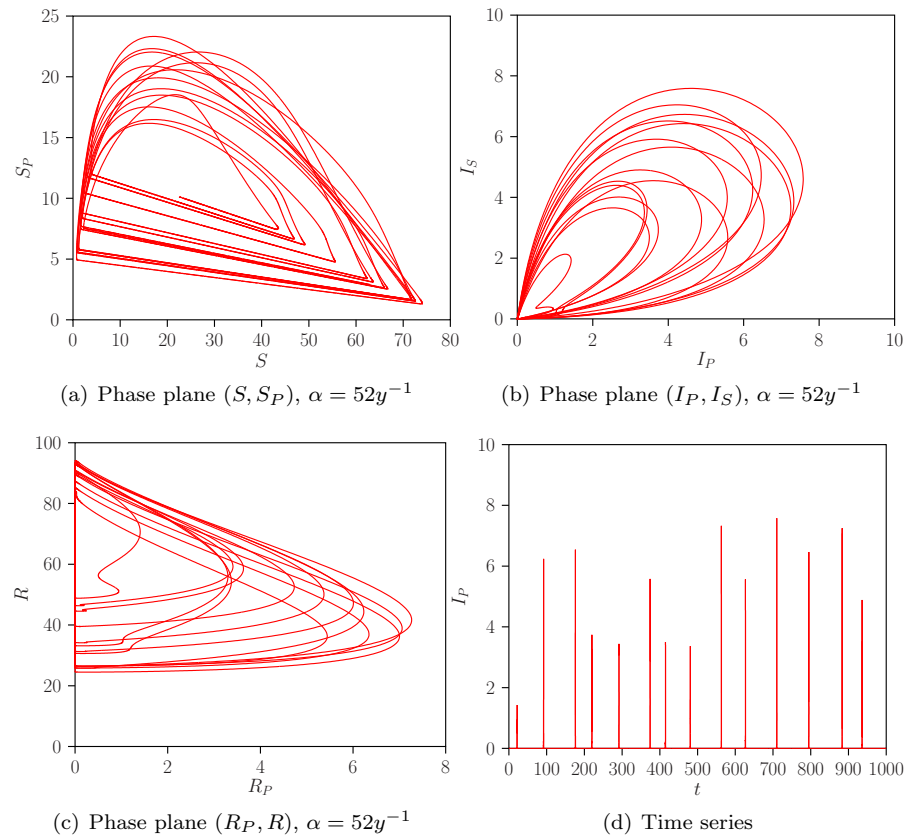 25
20
15
10
5
0
S_P
0 10 20 30 40 50 60 70 80
S
(a) Phase plane (S, S_P), α = 52y^{-1}
10
8
6
4
2
0
I_S
0 2 4 6 8 10
I_P
(b) Phase plane (I_P, I_S), α = 52y^{-1}
100
80
60
40
20
0
R
0 2 4 6 8
R_P
(c) Phase plane (R_P, R), α = 52y^{-1}
10
8
6
4
2
0
I_P
0 100 200 300 400 500 600 700 800 900 1000
t
(d) Time series